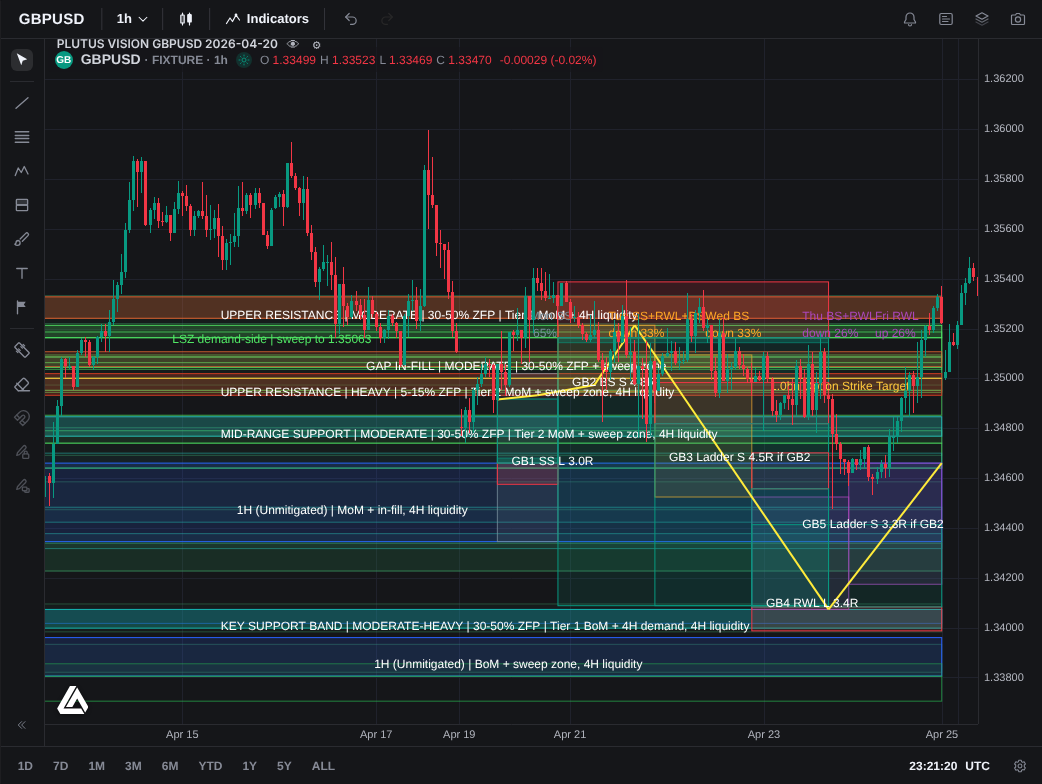 GBPUSD 1h Indicators
PLUTUS VISION GBPUSD 2026-04-20
GB GBPUSD · FIXTURE · 1h O 1.33499 H 1.33523 L 1.33469 C 1.33470 -0.00029 (-0.02%)
1.36200
1.36000
1.35800
1.35600
1.35400
1.35200
1.35000
1.34800
1.34600
1.34400
1.34200
1.34000
1.33800
UPPER RESISTANCE | MODERATE | 30-50% ZFP | Tier 1 MoM + 4H liquidity
BS+RWL+ Wed BS
Thu BS+RWL Fri RWL
65%
down 33%
down 33%
down 26% up 26%
LSZ demand-side | sweep to 1.35063
GAP IN-FILL | MODERATE | 30-50% ZFP + sweep zone
GB2 BS S 4.8R
Strike Target
UPPER RESISTANCE | HEAVY | 5-15% ZFP | Tier 2 MoM + sweep zone, 4H liquidity
MID-RANGE SUPPORT | MODERATE | 30-50% ZFP | Tier 2 MoM + sweep zone, 4H liquidity
GB1 SS L 3.0R
GB3 Ladder S 4.5R if GB2
1H (Unmitigated) | MoM + in-fill, 4H liquidity
GB5 Ladder S 3.3R if GB2
GB4 RWL L 3.4R
KEY SUPPORT BAND | MODERATE-HEAVY | 30-50% ZFP | Tier 1 BoM + 4H demand, 4H liquidity
1H (Unmitigated) | BoM + sweep zone, 4H liquidity
Apr 15 Apr 17 Apr 19 Apr 21 Apr 23 Apr 25
1D 7D 1M 3M 6M YTD 1Y 5Y ALL 23:21:20 UTC